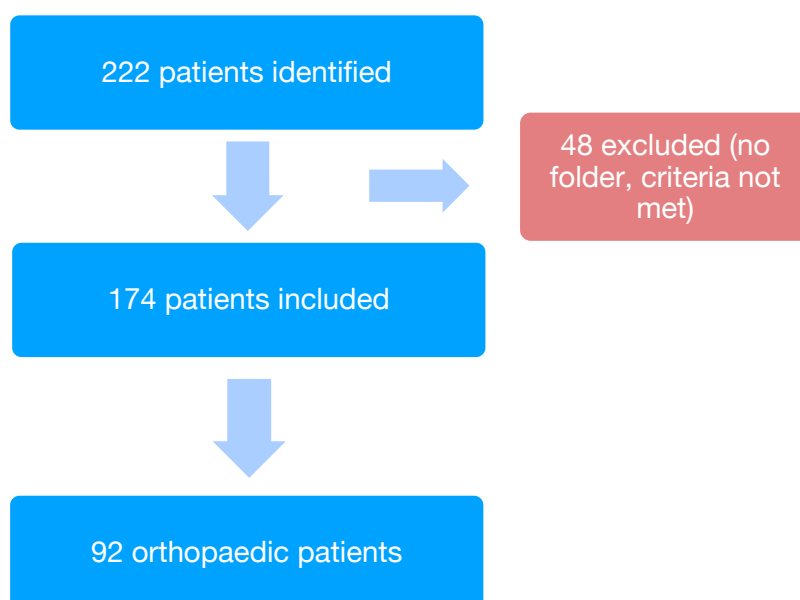 222 patients identified
48 excluded (no
folder, criteria not
met)
174 patients included
92 orthopaedic patients